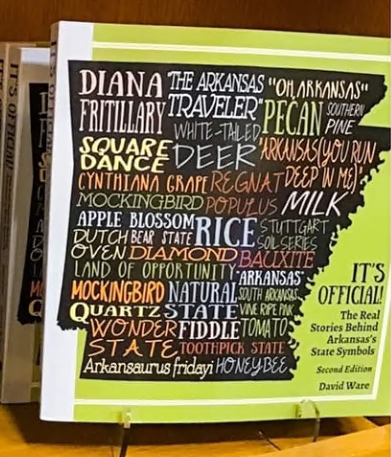 DIANA FRITILLARY
"THE ARKANSAS TRAVELER"
"OH, ARKANSAS"
WHITE-TAILED DEER
PECAN
SOUTHERN PINE
SQUARE DANCE
"ARKANSAS (YOU RUN DEEP IN ME)"
CYNTHIANA GRAPE
REGNAT POPULUS
MOCKINGBIRD
MILK
APPLE BLOSSOM
RICE
STUTTGART SOIL SERIES
DUTCH OVEN
BEAR STATE
DIAMOND
BAUXITE
LAND OF OPPORTUNITY
"ARKANSAS"
MOCKINGBIRD
NATURAL STATE
SOUTH ARKANSAS VINE RIPE PINK TOMATO
QUARTZ
WONDER STATE
FIDDLE
TOOTHPICK STATE
Arkansaurus fridayi
HONEYBEE
IT'S
OFFICIAL!
The Real
Stories Behind
Arkansas's
State Symbols
Second Edition
David Ware
IT'S OFFICIAL!